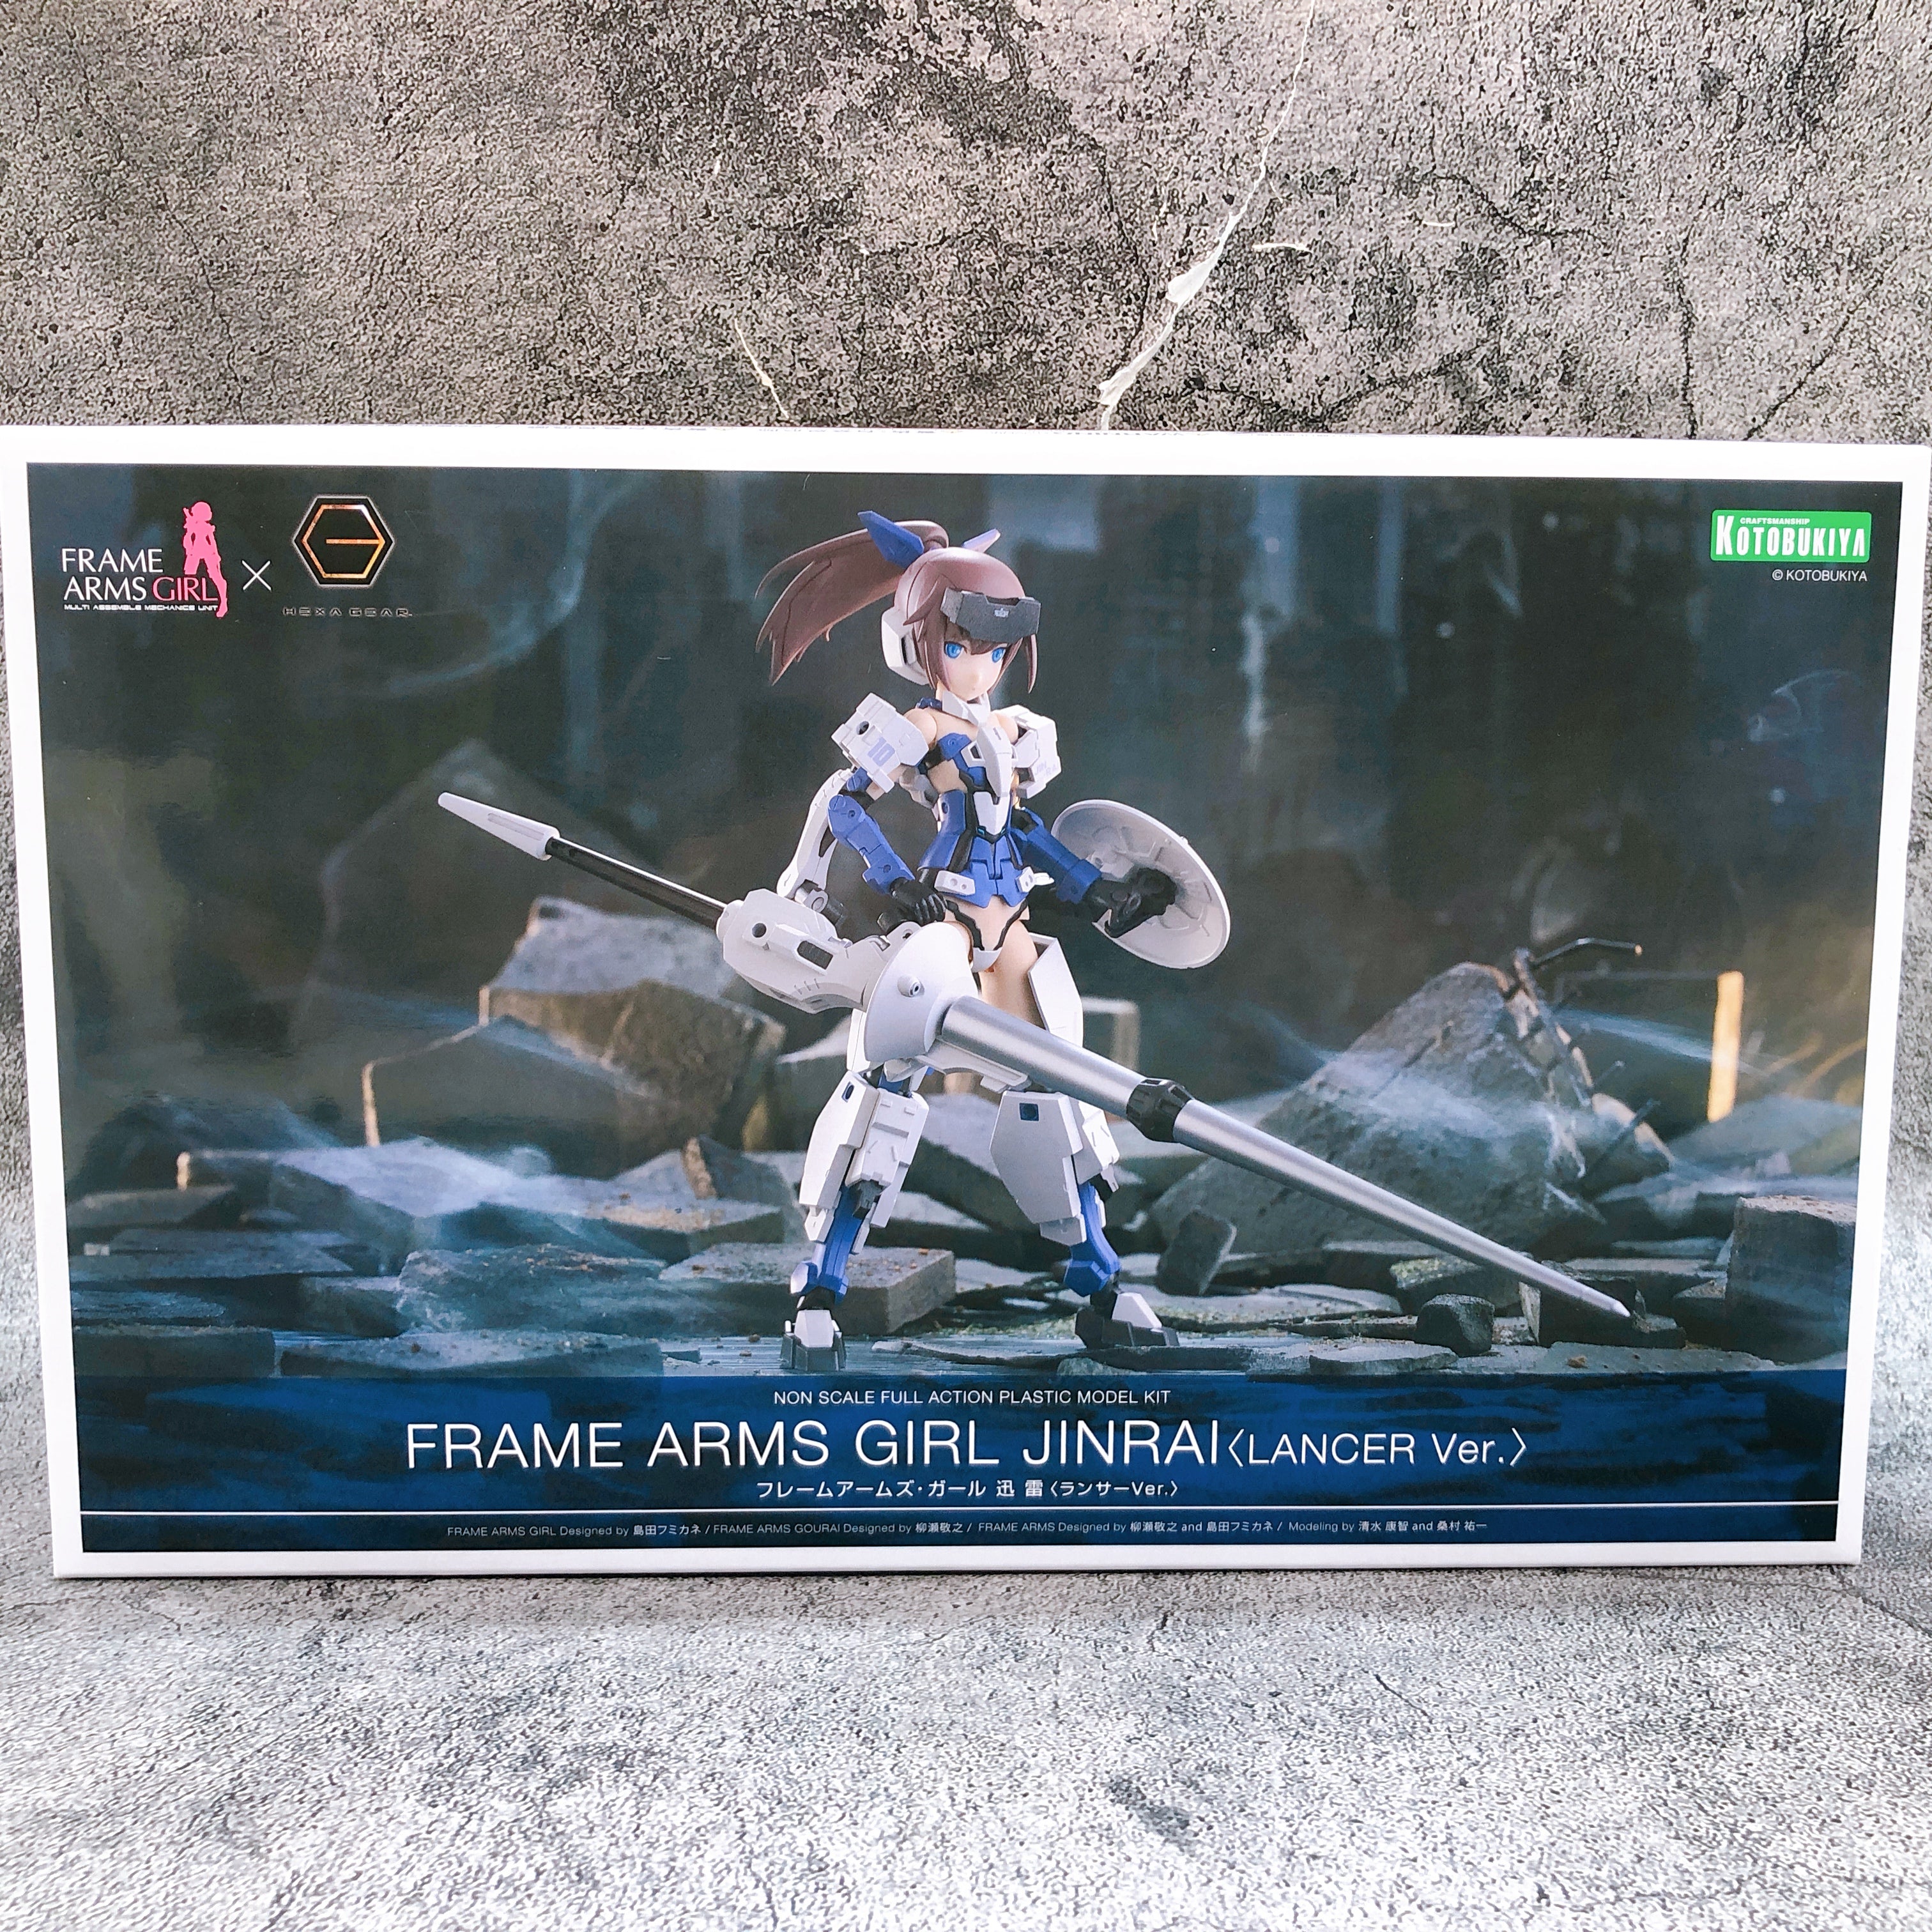 FRAME
ARMS GIRL
MULTI ASSEMBLE MECHANICS UNIT
×
HEXA GEAR
CRAFTSMANSHIP
KOTOBUKIYA
© KOTOBUKIYA
10
NON SCALE FULL ACTION PLASTIC MODEL KIT
FRAME ARMS GIRL JINRAI〈LANCER Ver.〉
フレームアームズ・ガール 迅雷〈ランサーVer.〉
FRAME ARMS GIRL Designed by 島田フミカネ / FRAME ARMS GOURAI Designed by 柳瀬敬之 / FRAME ARMS Designed by 柳瀬敬之 and 島田フミカネ / Modeling by 清水 康智 and 桑村 祐一